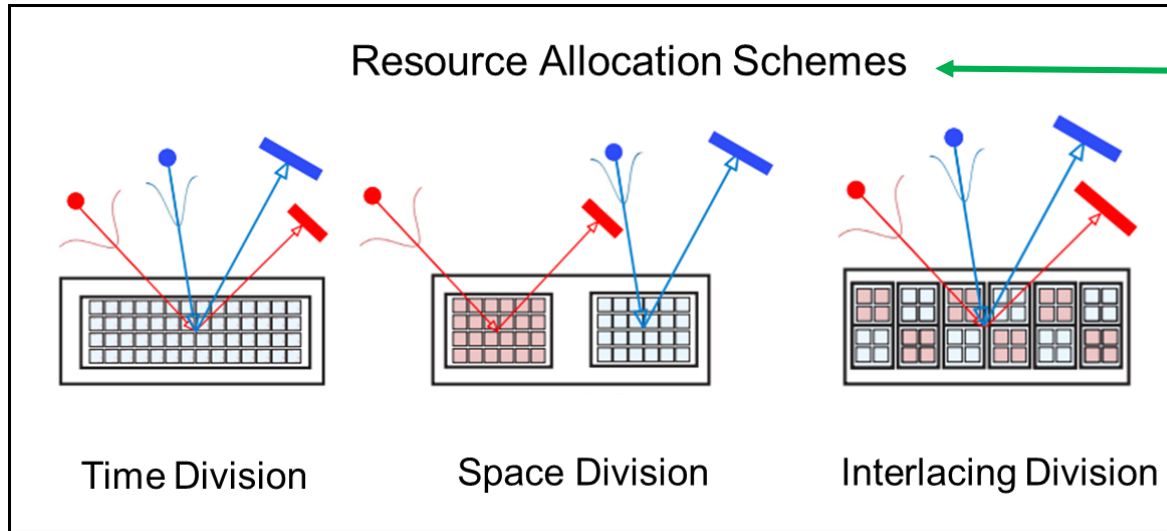 Resource Allocation Schemes
Time Division
Space Division
Interlacing Division